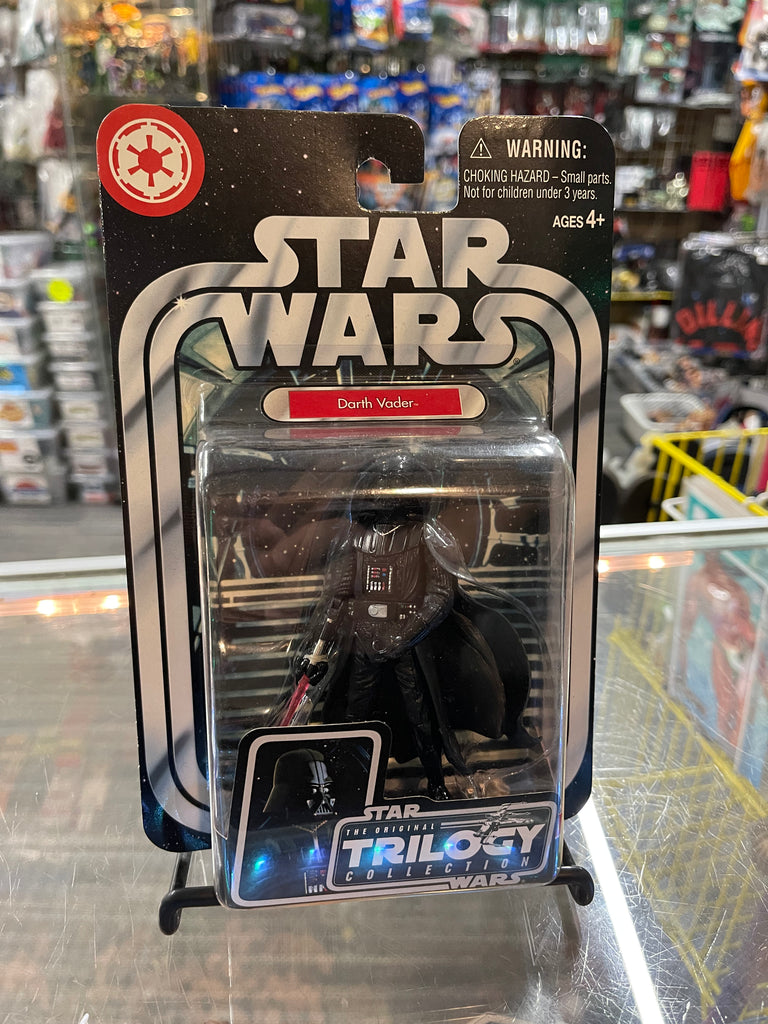 WARNING:
CHOKING HAZARD – Small parts.
Not for children under 3 years.
AGES 4+
STAR
WARS®
Darth Vader™
STAR
THE ORIGINAL
TRILOGY
COLLECTION
WARS